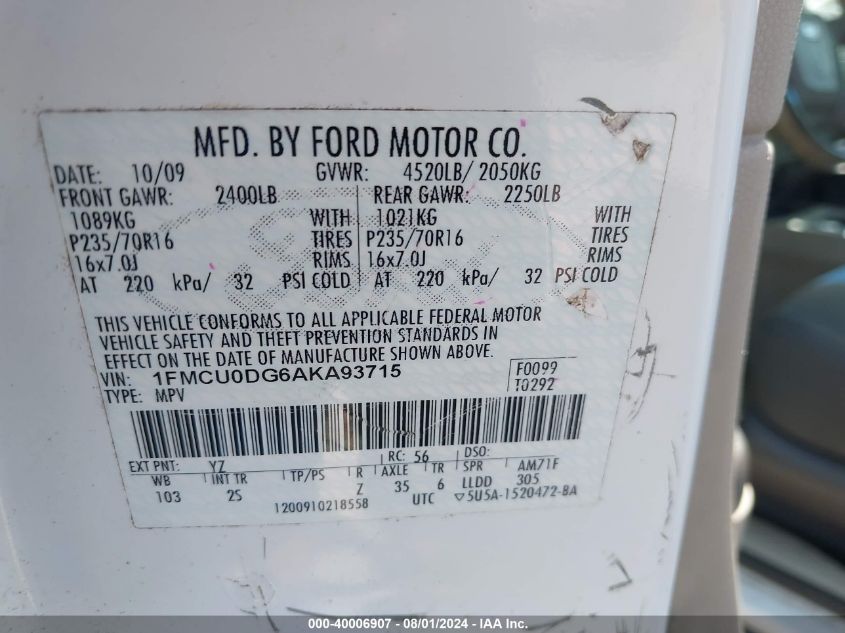 MFD. BY FORD MOTOR CO.
DATE: 10/09 GVWR: 4520LB/ 2050KG
FRONT GAWR: 2400LB REAR GAWR: 2250LB
1089KG WITH 1021KG WITH
P235/70R16 TIRES P235/70R16 TIRES
16x7.0J RIMS 16x7.0J RIMS
AT 220 kPa/ 32 PSI COLD AT 220 kPa/ 32 PSI COLD
THIS VEHICLE CONFORMS TO ALL APPLICABLE FEDERAL MOTOR
VEHICLE SAFETY AND THEFT PREVENTION STANDARDS IN
EFFECT ON THE DATE OF MANUFACTURE SHOWN ABOVE.
VIN: 1FMCU0DG6AKA93715 F0099
TYPE: MPV T0292
EXT PNT: YZ RC: 56 DSO:
WB INT TR TP/PS R AXLE TR SPR AM71F
103 2S Z 35 6 LLDD 305
1200910218558 UTC ▽5U5A-1520472-BA
000-40006907 - 08/01/2024 - IAA Inc.